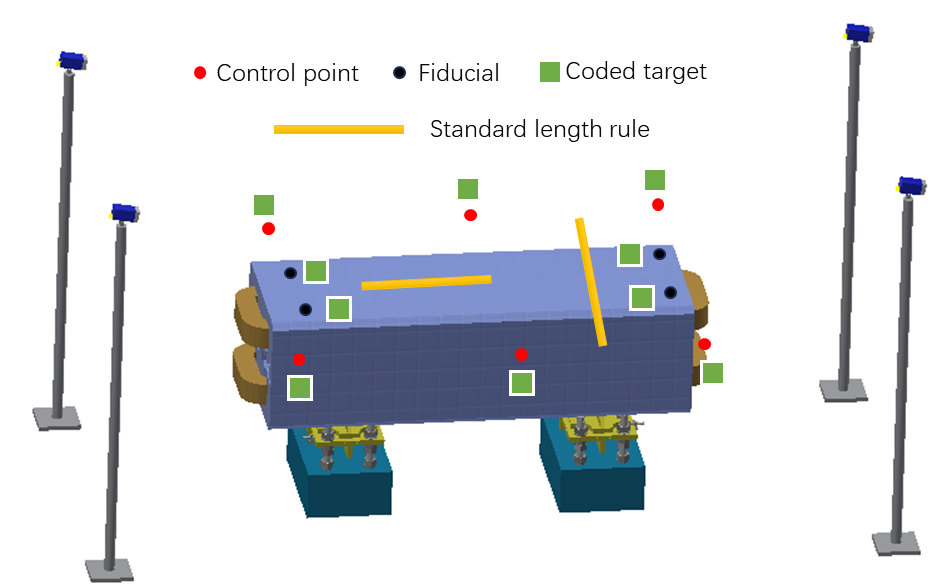 Control point Fiducial Coded target
Standard length rule